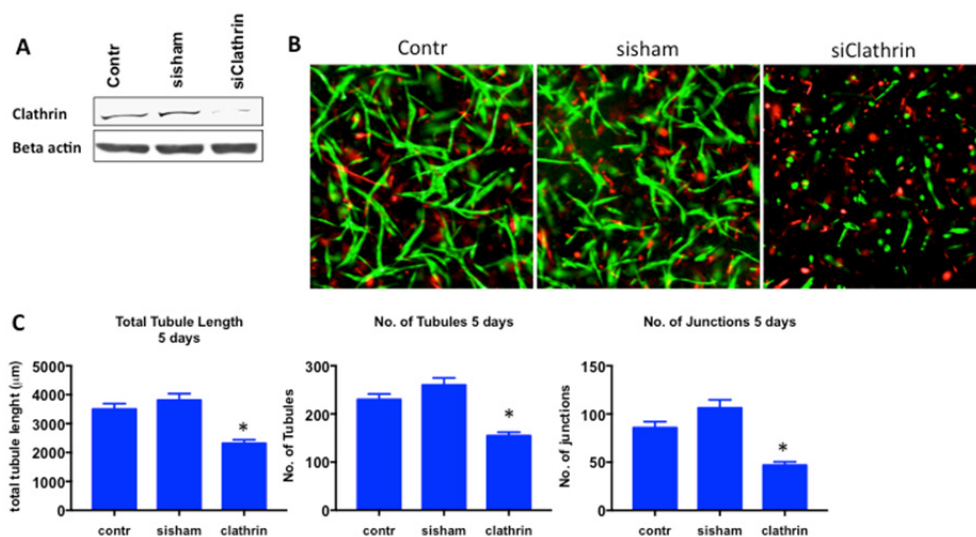 A
Contr
sisham
siClathrin
Clathrin
Beta actin
B
Contr
sisham
siClathrin
C
Total Tubule Length
5 days
total tubule lenght (μm)
5000
4000
3000
2000
1000
0
contr
sisham
clathrin
*
No. of Tubules 5 days
No. of Tubules
300
200
100
0
contr
sisham
clathrin
*
No. of Junctions 5 days
No. of junctions
150
100
50
0
contr
sisham
clathrin
*